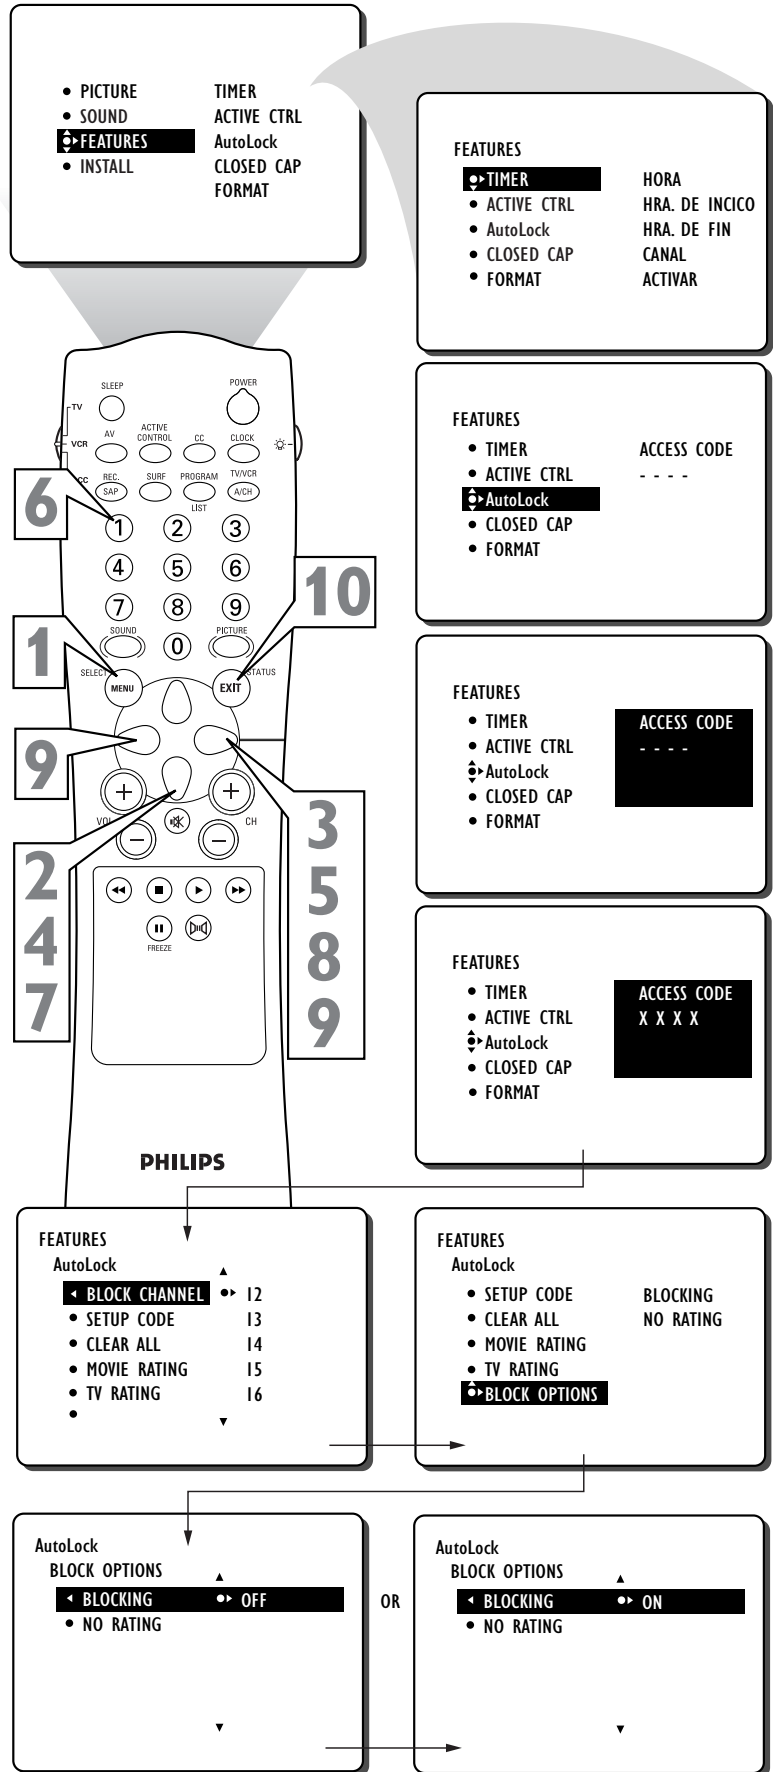 PICTURE TIMER
SOUND ACTIVE CTRL
FEATURES AutoLock
INSTALL CLOSED CAP
FORMAT
FEATURES
TIMER HORA
ACTIVE CTRL HRA. DE INCICO
AutoLock HRA. DE FIN
CLOSED CAP CANAL
FORMAT ACTIVAR
FEATURES
TIMER ACCESS CODE
ACTIVE CTRL - - - -
AutoLock
CLOSED CAP
FORMAT
FEATURES
TIMER ACCESS CODE
ACTIVE CTRL - - - -
AutoLock
CLOSED CAP
FORMAT
FEATURES
TIMER ACCESS CODE
ACTIVE CTRL X X X X
AutoLock
CLOSED CAP
FORMAT
SLEEP POWER
TV
VCR
AV ACTIVE CONTROL CC CLOCK
CC REC. SURF PROGRAM TV/VCR
SAP LIST A/CH
1 2 3
4 5 6
7 8 9
SOUND 0 PICTURE
SELECT STATUS
MENU EXIT
VOL CH
FREEZE
PHILIPS
6
1
9
2
4
7
10
3
5
8
9
FEATURES
AutoLock
BLOCK CHANNEL 12
SETUP CODE 13
CLEAR ALL 14
MOVIE RATING 15
TV RATING 16
FEATURES
AutoLock
SETUP CODE BLOCKING
CLEAR ALL NO RATING
MOVIE RATING
TV RATING
BLOCK OPTIONS
AutoLock
BLOCK OPTIONS
BLOCKING OFF
NO RATING
OR
AutoLock
BLOCK OPTIONS
BLOCKING ON
NO RATING